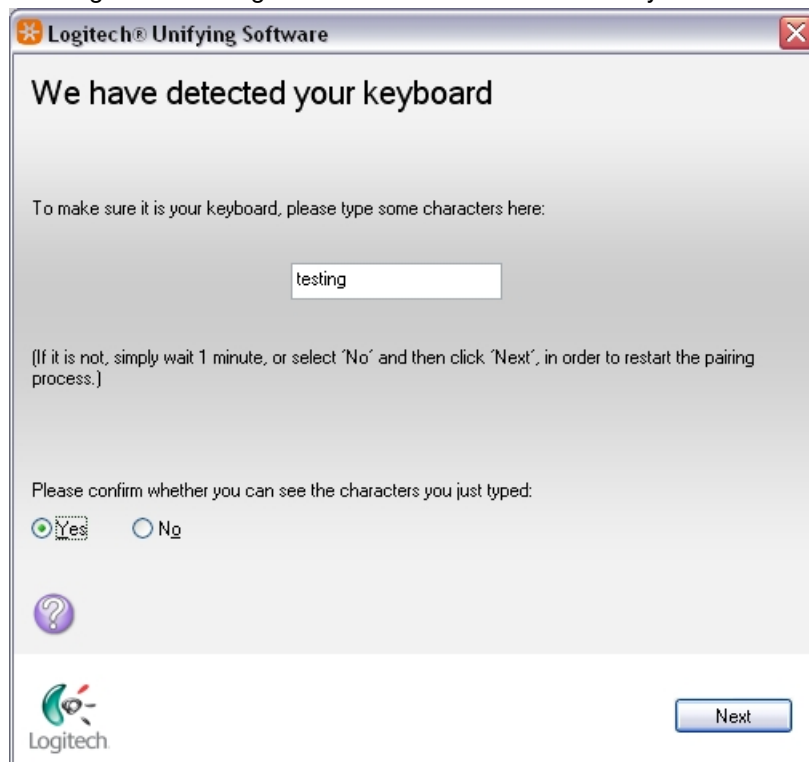 Logitech® Unifying Software
We have detected your keyboard
To make sure it is your keyboard, please type some characters here:
testing
(If it is not, simply wait 1 minute, or select ´No´ and then click ´Next´, in order to restart the pairing
process.)
Please confirm whether you can see the characters you just typed:
Yes No
Logitech
Next